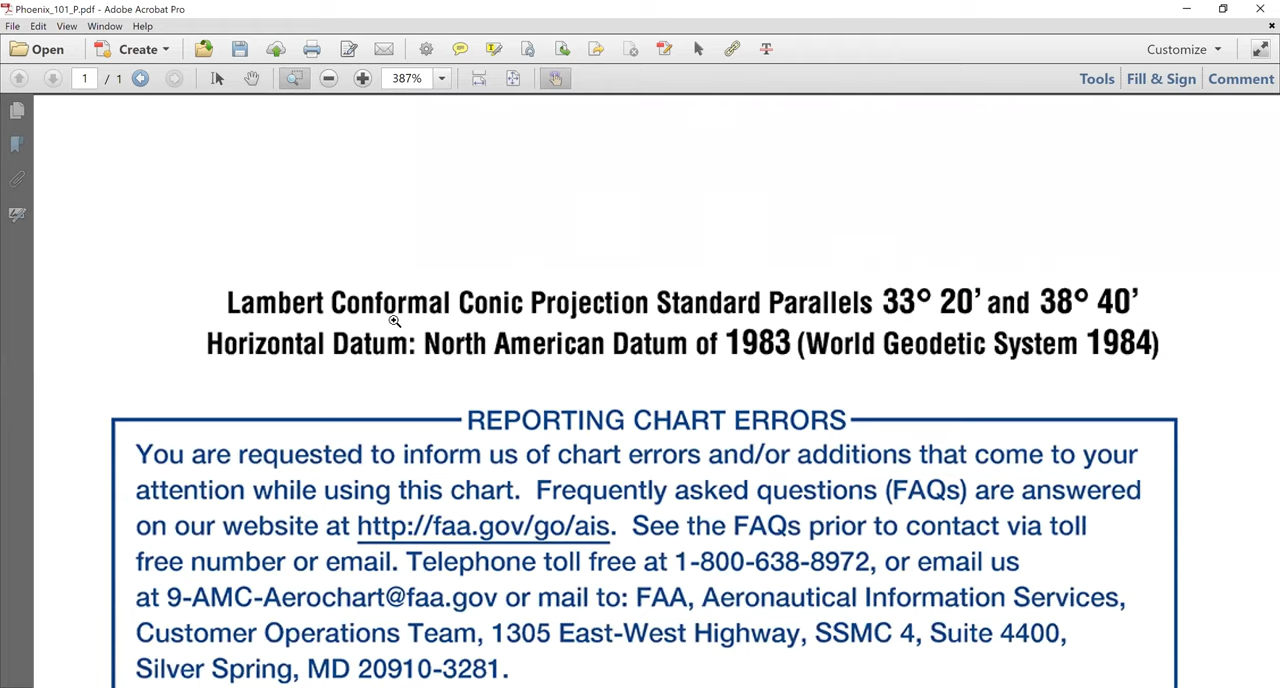 Phoenix_101_P.pdf - Adobe Acrobat Pro
File Edit View Window Help
Open Create Customize
1 / 1 387% Tools Fill & Sign Comment
Lambert Conformal Conic Projection Standard Parallels 33° 20’ and 38° 40’
Horizontal Datum: North American Datum of 1983 (World Geodetic System 1984)
REPORTING CHART ERRORS
You are requested to inform us of chart errors and/or additions that come to your
attention while using this chart. Frequently asked questions (FAQs) are answered
on our website at http://faa.gov/go/ais. See the FAQs prior to contact via toll
free number or email. Telephone toll free at 1-800-638-8972, or email us
at 9-AMC-Aerochart@faa.gov or mail to: FAA, Aeronautical Information Services,
Customer Operations Team, 1305 East-West Highway, SSMC 4, Suite 4400,
Silver Spring, MD 20910-3281.